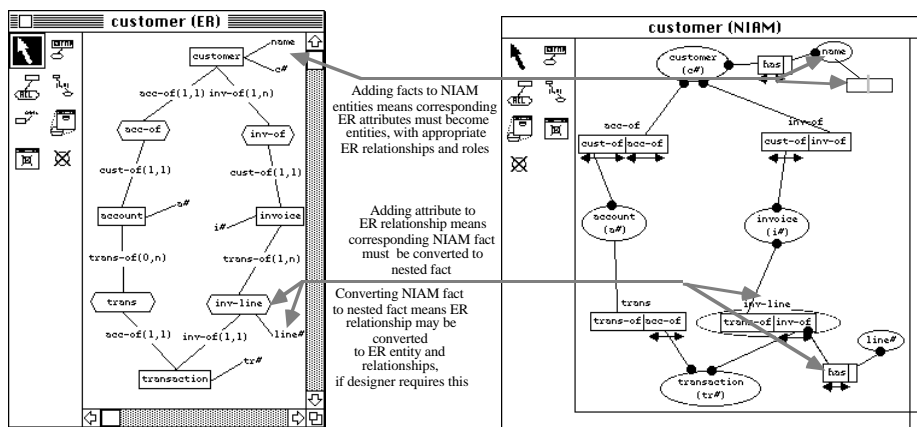 customer (ER)
customer
name
c#
acc-of(1,1)
inv-of(1,n)
acc-of
inv-of
cust-of(1,1)
cust-of(1,1)
account
a#
invoice
i#
trans-of(0,n)
trans-of(1,n)
trans
inv-line
line#
acc-of(1,1)
inv-of(1,1)
tr#
transaction
Adding facts to NIAM
entities means corresponding
ER attributes must become
entities, with appropriate
ER relationships and roles
Adding attribute to
ER relationship means
corresponding NIAM fact
must be converted to
nested fact
Converting NIAM fact
to nested fact means ER
relationship may be
converted
to ER entity and
relationships,
if designer requires this
customer (NIAM)
customer
(c#)
has
name
acc-of
cust-of acc-of
inv-of
cust-of inv-of
account
(a#)
invoice
(i#)
trans
trans-of acc-of
inv-line
trans-of inv-of
line#
has
transaction
(tr#)